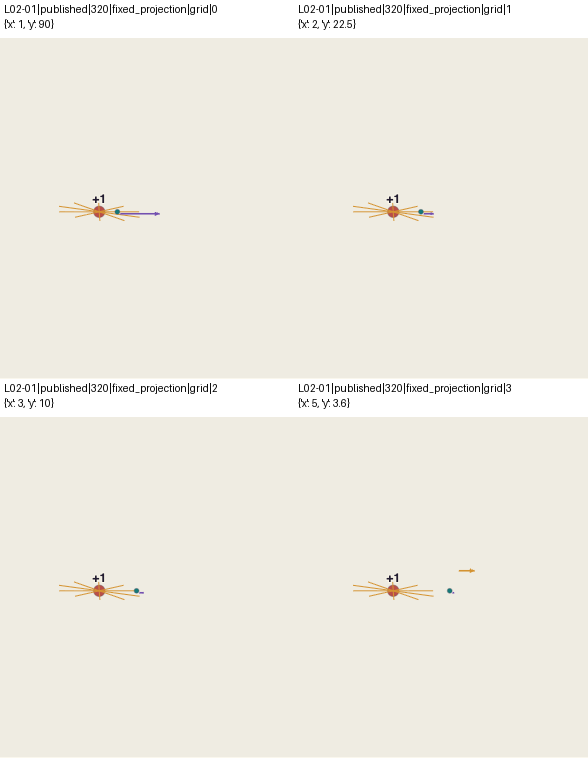 L02-01|published|320|fixed_projection|grid|0
{'x': 1, 'y': 90}
+1
L02-01|published|320|fixed_projection|grid|1
{'x': 2, 'y': 22.5}
+1
L02-01|published|320|fixed_projection|grid|2
{'x': 3, 'y': 10}
+1
L02-01|published|320|fixed_projection|grid|3
{'x': 5, 'y': 3.6}
+1